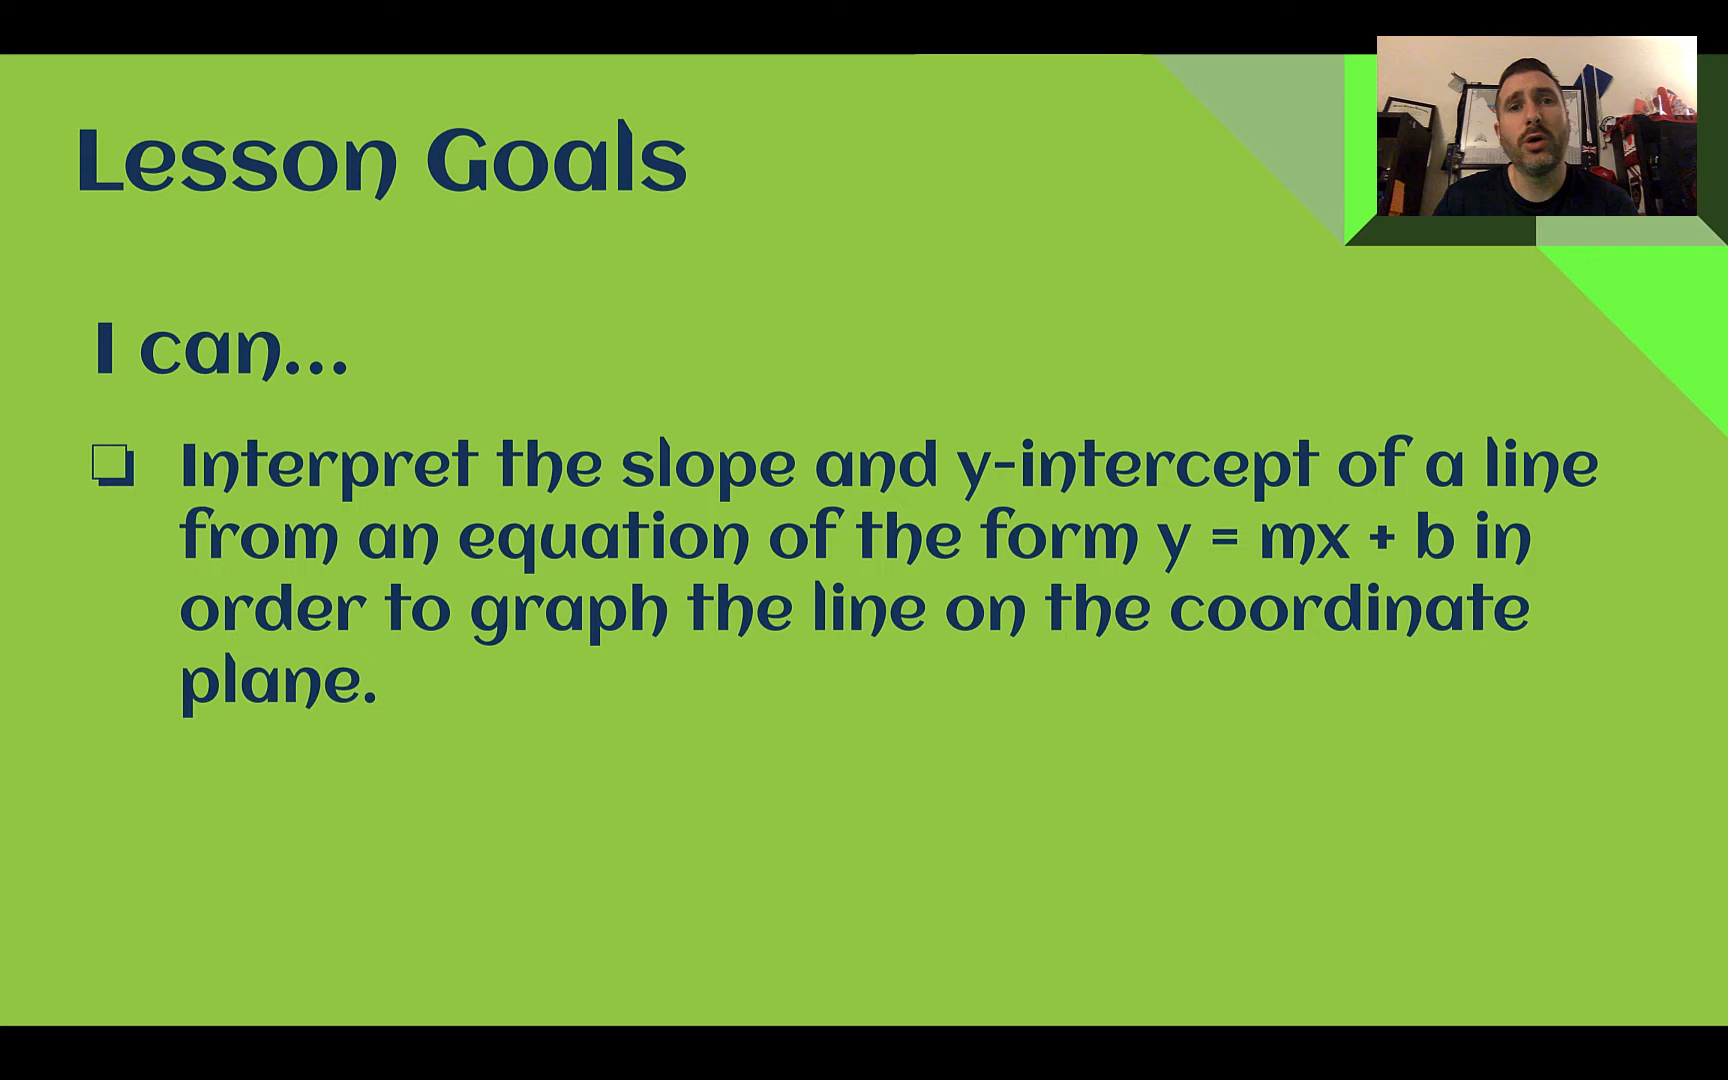 Lesson Goals
I can...
Interpret the slope and y-intercept of a line
from an equation of the form y = mx + b in
order to graph the line on the coordinate
plane.